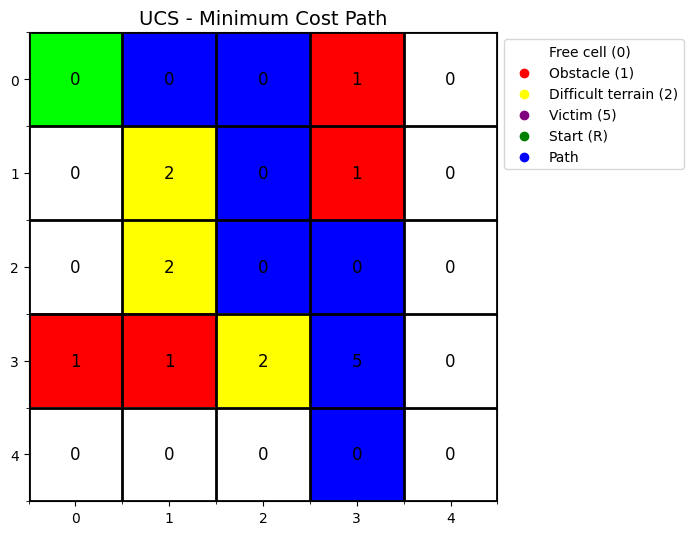 UCS - Minimum Cost Path
0 0 0 0 1 0
1 0 2 0 1 0
2 0 2 0 0 0
3 1 1 2 5 0
4 0 0 0 0 0
0 1 2 3 4
Free cell (0)
Obstacle (1)
Difficult terrain (2)
Victim (5)
Start (R)
Path